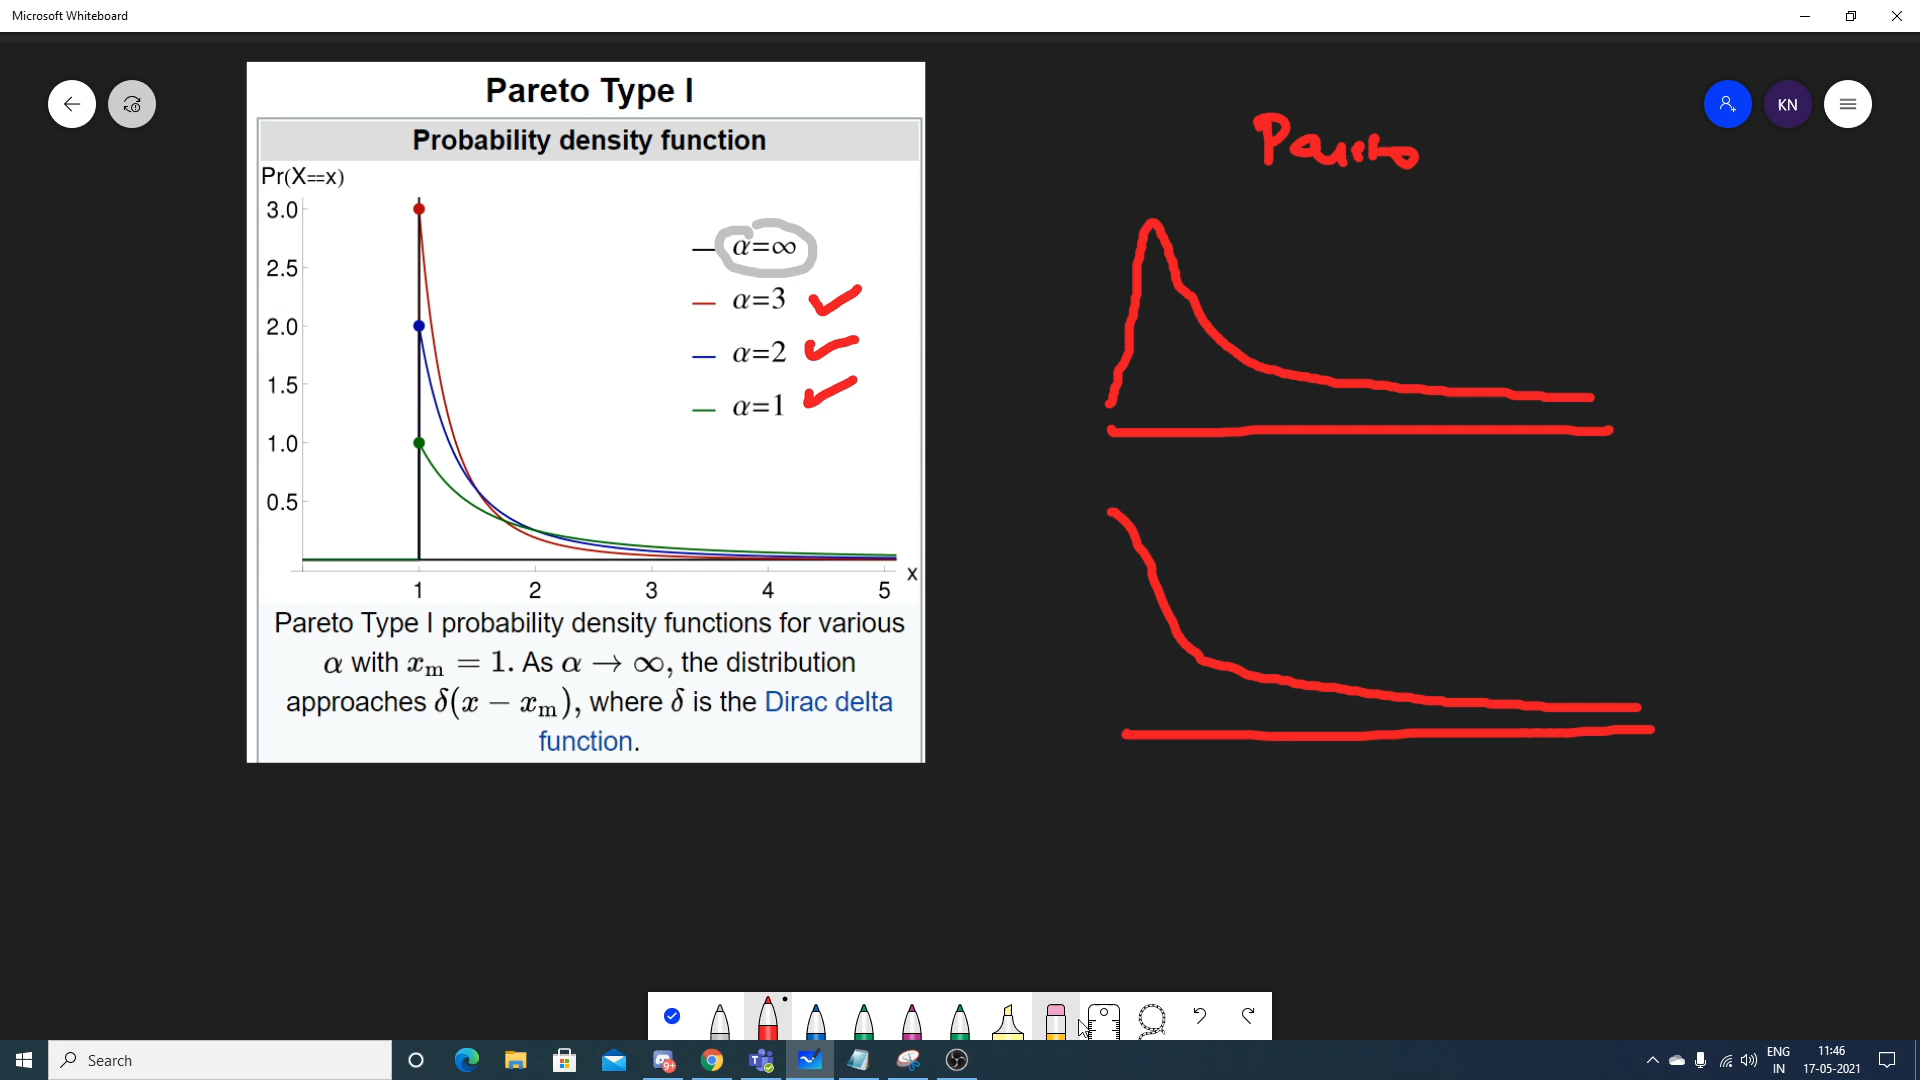 Microsoft Whiteboard
KN
Pareto Type I
Probability density function
Pr(X==x)
3.0
2.5
2.0
1.5
1.0
0.5
α=∞
α=3
α=2
α=1
1 2 3 4 5 x
Pareto Type I probability density functions for various
α with xₘ = 1. As α → ∞, the distribution
approaches δ(x − xₘ), where δ is the Dirac delta
function.
Pareto
Search
9+
ENG
IN
11:46
17-05-2021